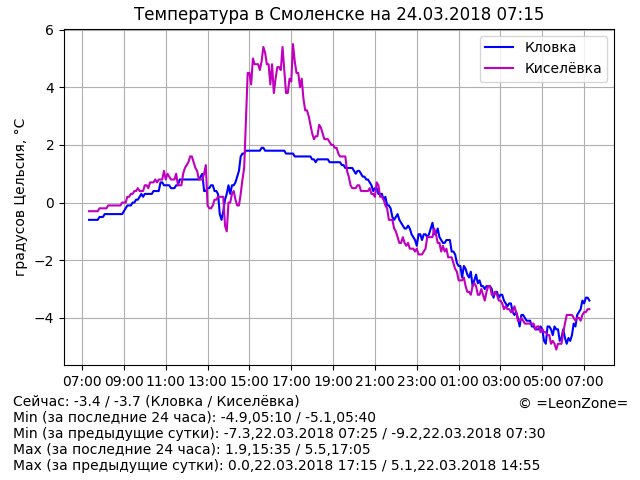 Температура в Смоленске на 24.03.2018 07:15
градусов Цельсия, °C
6
4
2
0
−2
−4
Кловка
Киселёвка
07:00 09:00 11:00 13:00 15:00 17:00 19:00 21:00 23:00 01:00 03:00 05:00 07:00
Сейчас: -3.4 / -3.7 (Кловка / Киселёвка)
© =LeonZone=
Min (за последние 24 часа): -4.9,05:10 / -5.1,05:40
Min (за предыдущие сутки): -7.3,22.03.2018 07:25 / -9.2,22.03.2018 07:30
Max (за последние 24 часа): 1.9,15:35 / 5.5,17:05
Max (за предыдущие сутки): 0.0,22.03.2018 17:15 / 5.1,22.03.2018 14:55